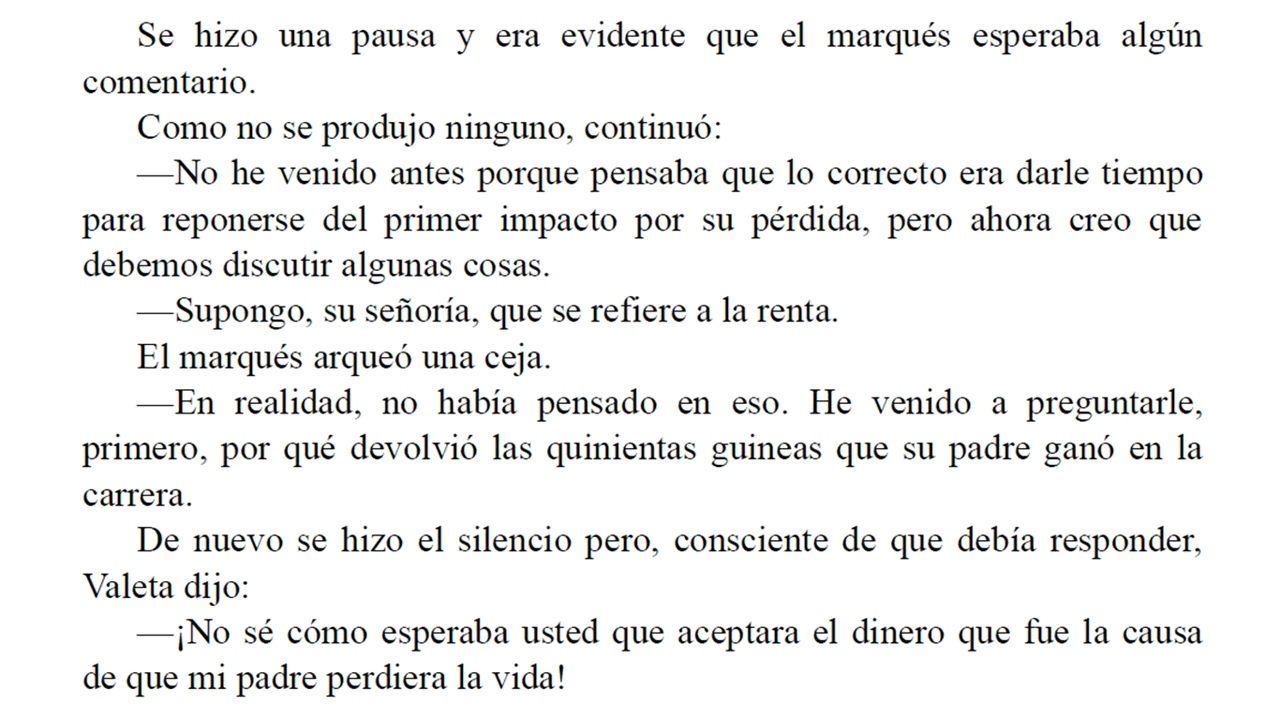 Se hizo una pausa y era evidente que el marqués esperaba algún
comentario.
Como no se produjo ninguno, continuó:
—No he venido antes porque pensaba que lo correcto era darle tiempo
para reponerse del primer impacto por su pérdida, pero ahora creo que
debemos discutir algunas cosas.
—Supongo, su señoría, que se refiere a la renta.
El marqués arqueó una ceja.
—En realidad, no había pensado en eso. He venido a preguntarle,
primero, por qué devolvió las quinientas guineas que su padre ganó en la
carrera.
De nuevo se hizo el silencio pero, consciente de que debía responder,
Valeta dijo:
—¡No sé cómo esperaba usted que aceptara el dinero que fue la causa
de que mi padre perdiera la vida!